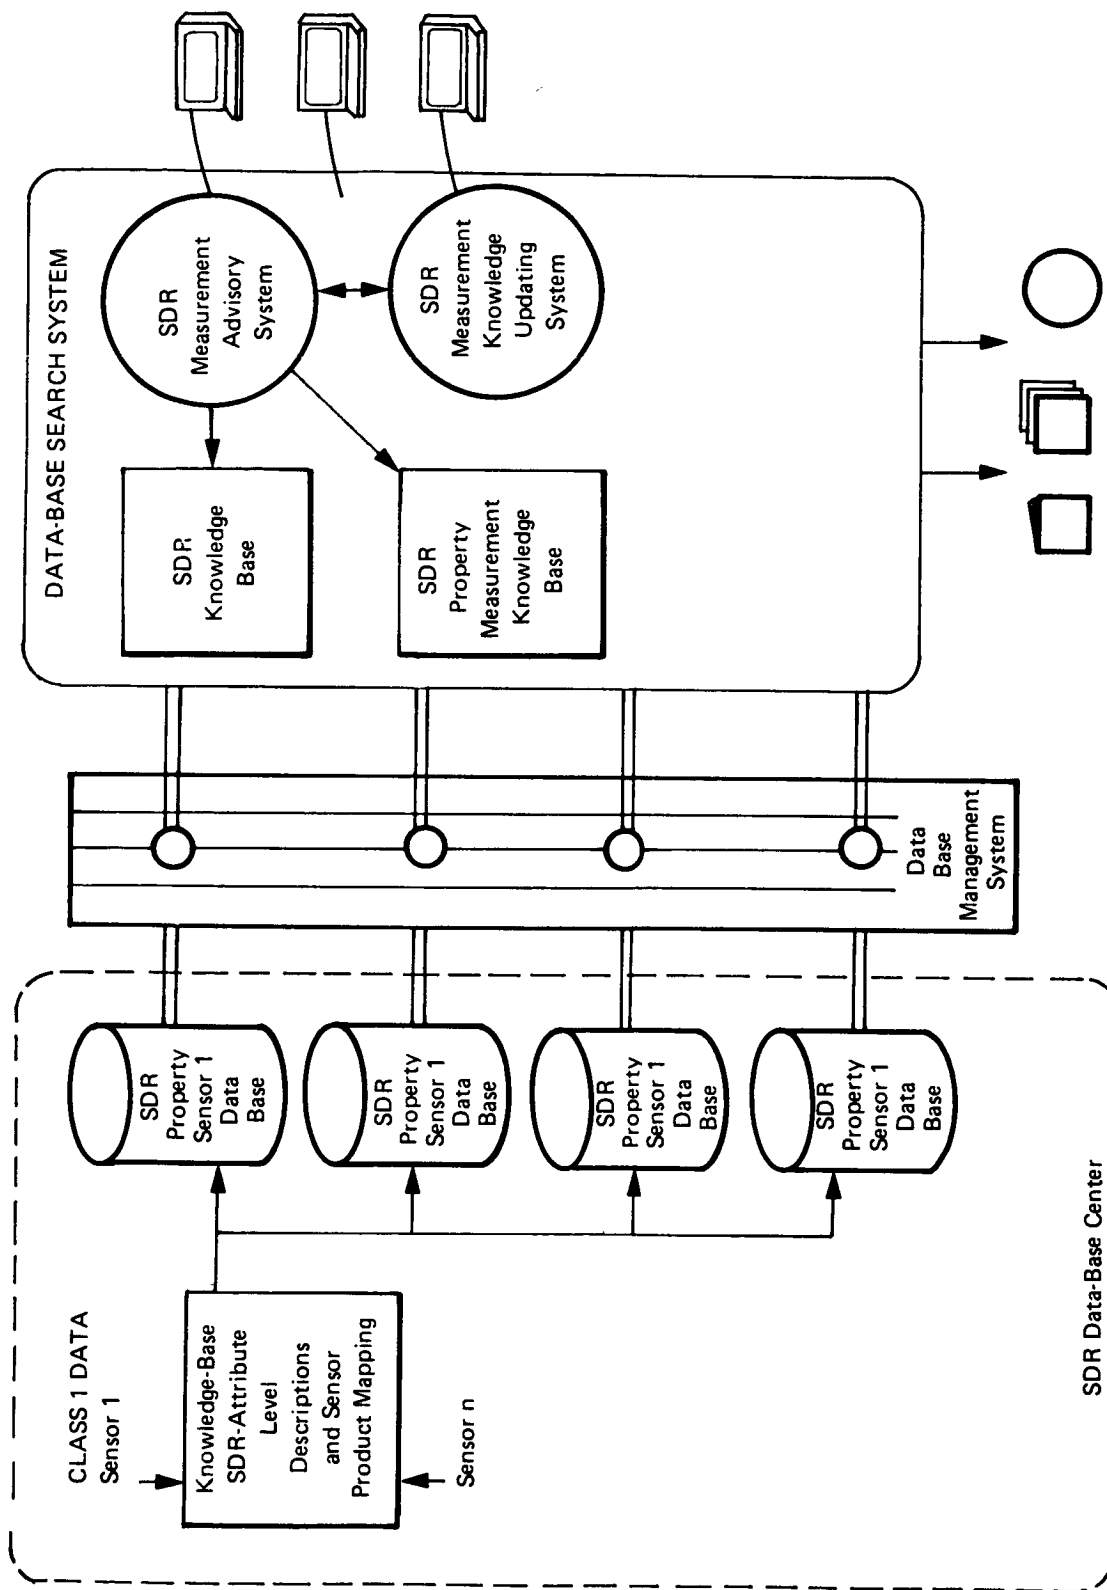 CLASS 1 DATA
Sensor 1
Knowledge-Base
SDR-Attribute
Level
Descriptions
and Sensor
Product Mapping
Sensor n
SDR
Property
Sensor 1
Data
Base
SDR
Property
Sensor 1
Data
Base
SDR
Property
Sensor 1
Data
Base
SDR
Property
Sensor 1
Data
Base
SDR Data-Base Center
Data
Base
Management
System
DATA-BASE SEARCH SYSTEM
SDR
Knowledge
Base
SDR
Property
Measurement
Knowledge
Base
SDR
Measurement
Advisory
System
SDR
Measurement
Knowledge
Updating
System